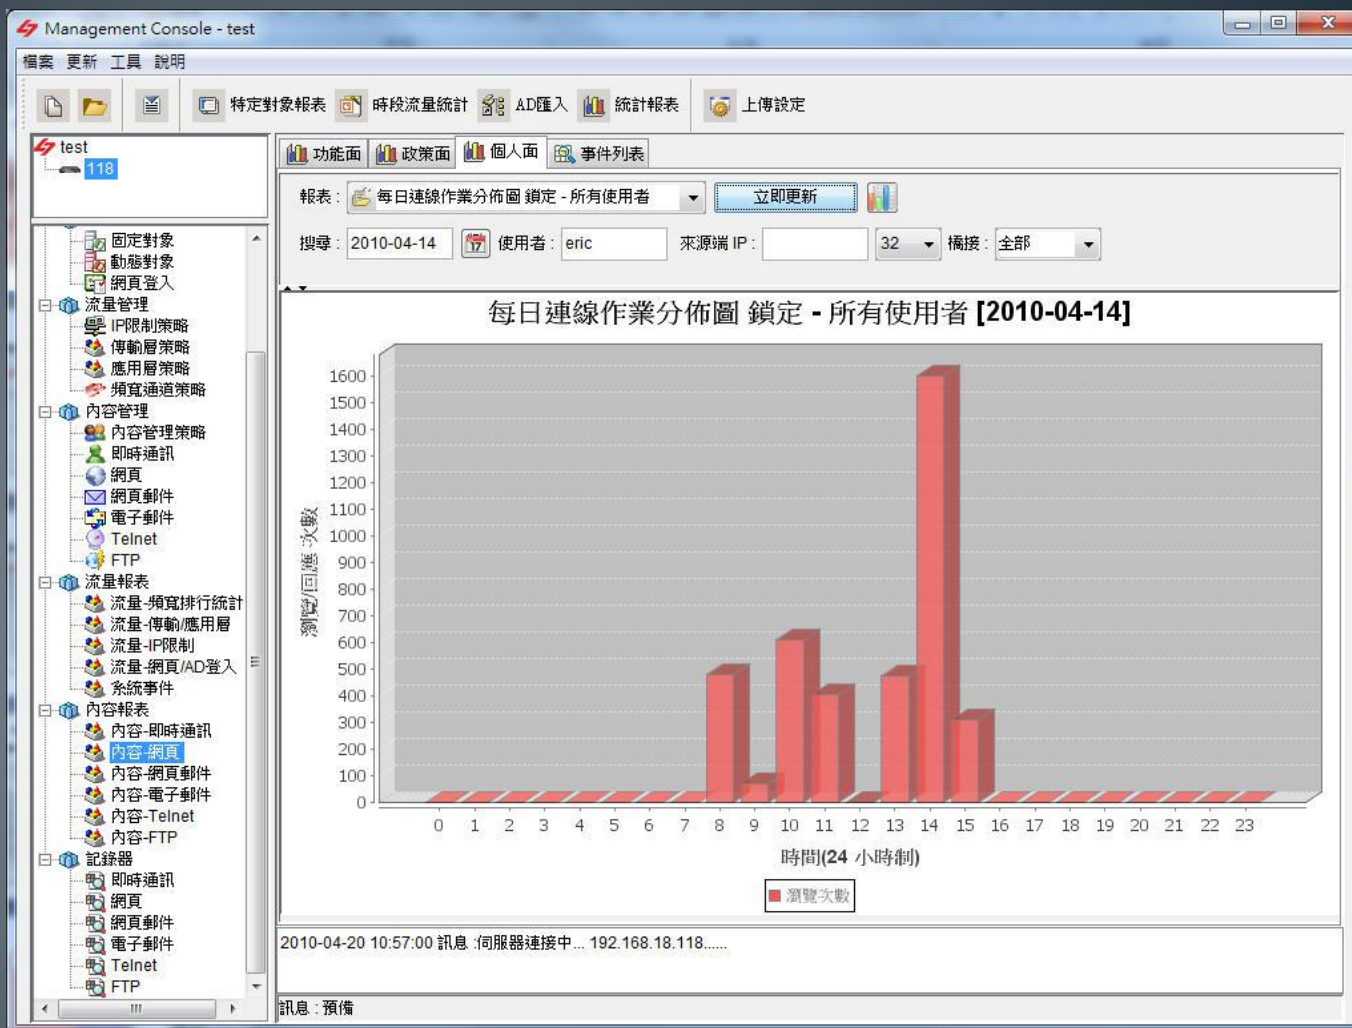 Management Console - test
檔案 更新 工具 說明
特定對象報表 時段流量統計 AD匯入 統計報表 上傳設定
test
118
固定對象
動態對象
網頁登入
流量管理
IP限制策略
傳輸層策略
應用層策略
頻寬通道策略
內容管理
內容管理策略
即時通訊
網頁
網頁郵件
電子郵件
Telnet
FTP
流量報表
流量-頻寬排行統計
流量-傳輸/應用層
流量-IP限制
流量-網頁/AD登入
系統事件
內容報表
內容-即時通訊
內容-網頁
內容-網頁郵件
內容-電子郵件
內容-Telnet
內容-FTP
記錄器
即時通訊
網頁
網頁郵件
電子郵件
Telnet
FTP
功能面 政策面 個人面 事件列表
報表 : 每日連線作業分佈圖 鎖定 - 所有使用者 立即更新
搜尋 : 2010-04-14 17 使用者 : eric 來源端 IP : 32 橋接 : 全部
每日連線作業分佈圖 鎖定 - 所有使用者 [2010-04-14]
瀏覽/回應 次數
1600
1500
1400
1300
1200
1100
1000
900
800
700
600
500
400
300
200
100
0
0 1 2 3 4 5 6 7 8 9 10 11 12 13 14 15 16 17 18 19 20 21 22 23
時間(24 小時制)
瀏覽次數
2010-04-20 10:57:00 訊息 :伺服器連接中... 192.168.18.118......
訊息 : 預備